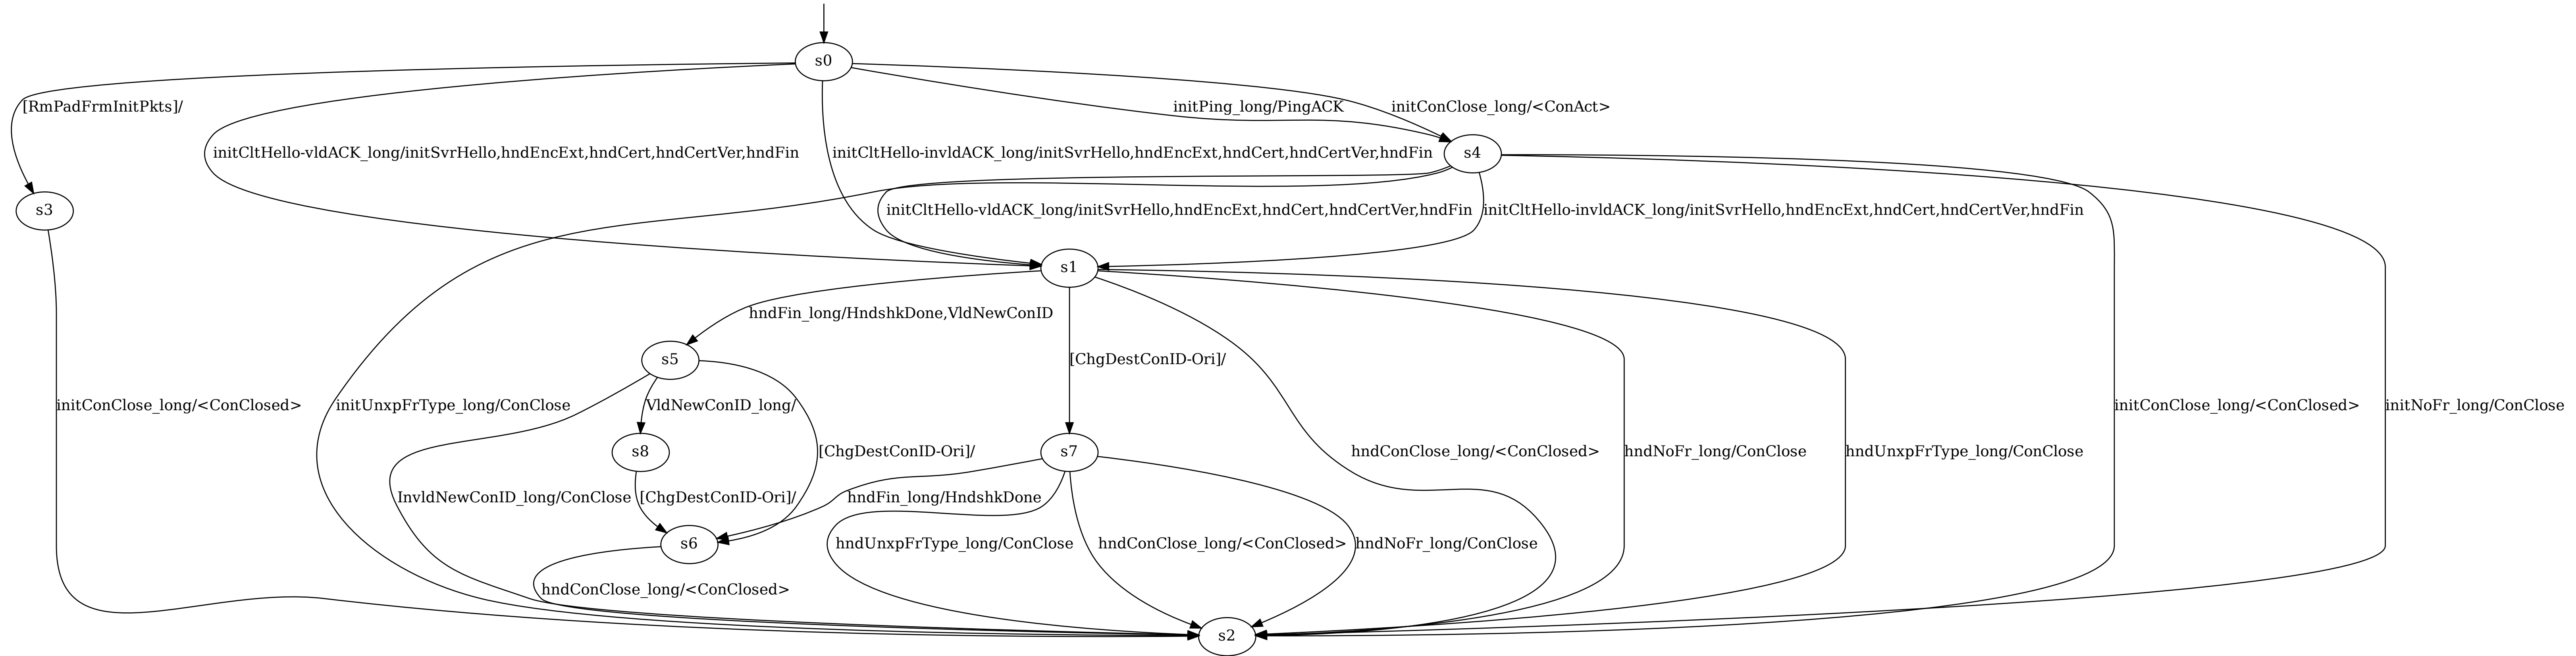 s0
[RmPadFrmInitPkts]/
initPing_long/PingACK
initConClose_long/<ConAct>
initCltHello-vldACK_long/initSvrHello,hndEncExt,hndCert,hndCertVer,hndFin
initCltHello-invldACK_long/initSvrHello,hndEncExt,hndCert,hndCertVer,hndFin
s4
s3
initCltHello-vldACK_long/initSvrHello,hndEncExt,hndCert,hndCertVer,hndFin
initCltHello-invldACK_long/initSvrHello,hndEncExt,hndCert,hndCertVer,hndFin
s1
hndFin_long/HndshkDone,VldNewConID
s5
[ChgDestConID-Ori]/
initConClose_long/<ConClosed>
initUnxpFrType_long/ConClose
VldNewConID_long/
initConClose_long/<ConClosed>
initNoFr_long/ConClose
s8
[ChgDestConID-Ori]/
s7
hndConClose_long/<ConClosed>
hndNoFr_long/ConClose
hndUnxpFrType_long/ConClose
InvldNewConID_long/ConClose
[ChgDestConID-Ori]/
hndFin_long/HndshkDone
s6
hndUnxpFrType_long/ConClose
hndConClose_long/<ConClosed>
hndNoFr_long/ConClose
hndConClose_long/<ConClosed>
s2